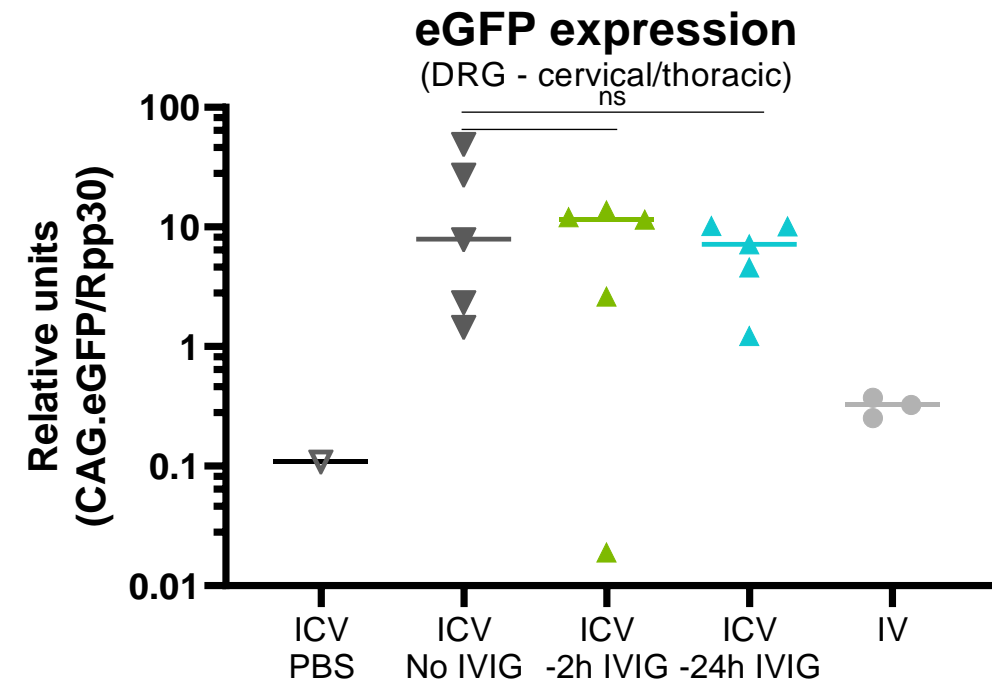 eGFP expression
(DRG - cervical/thoracic)
ns
Relative units
(CAG.eGFP/Rpp30)
100
10
1
0.1
0.01
ICV PBS
ICV No IVIG
ICV -2h IVIG
ICV -24h IVIG
IV